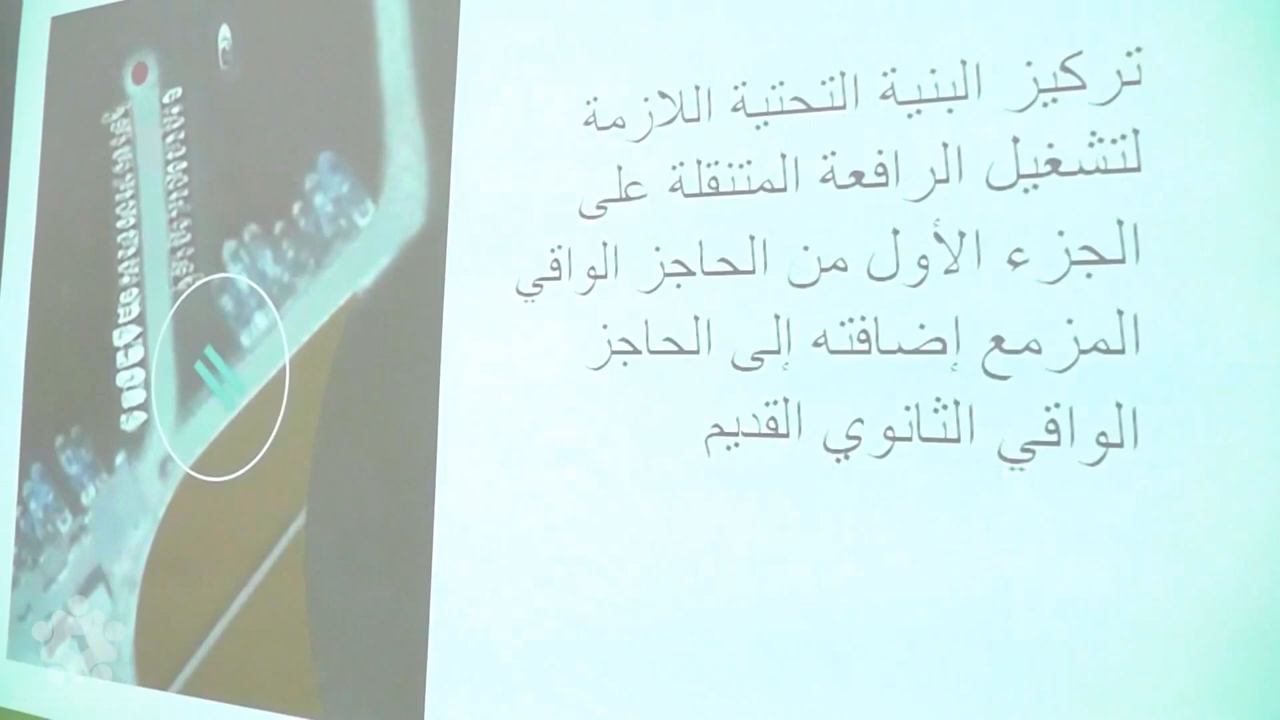 تركيز البنية التحتية اللازمة
لتشغيل الرافعة المتنقلة على
الجزء الأول من الحاجز الواقي
المزمع إضافته إلى الحاجز
الواقي الثانوي القديم